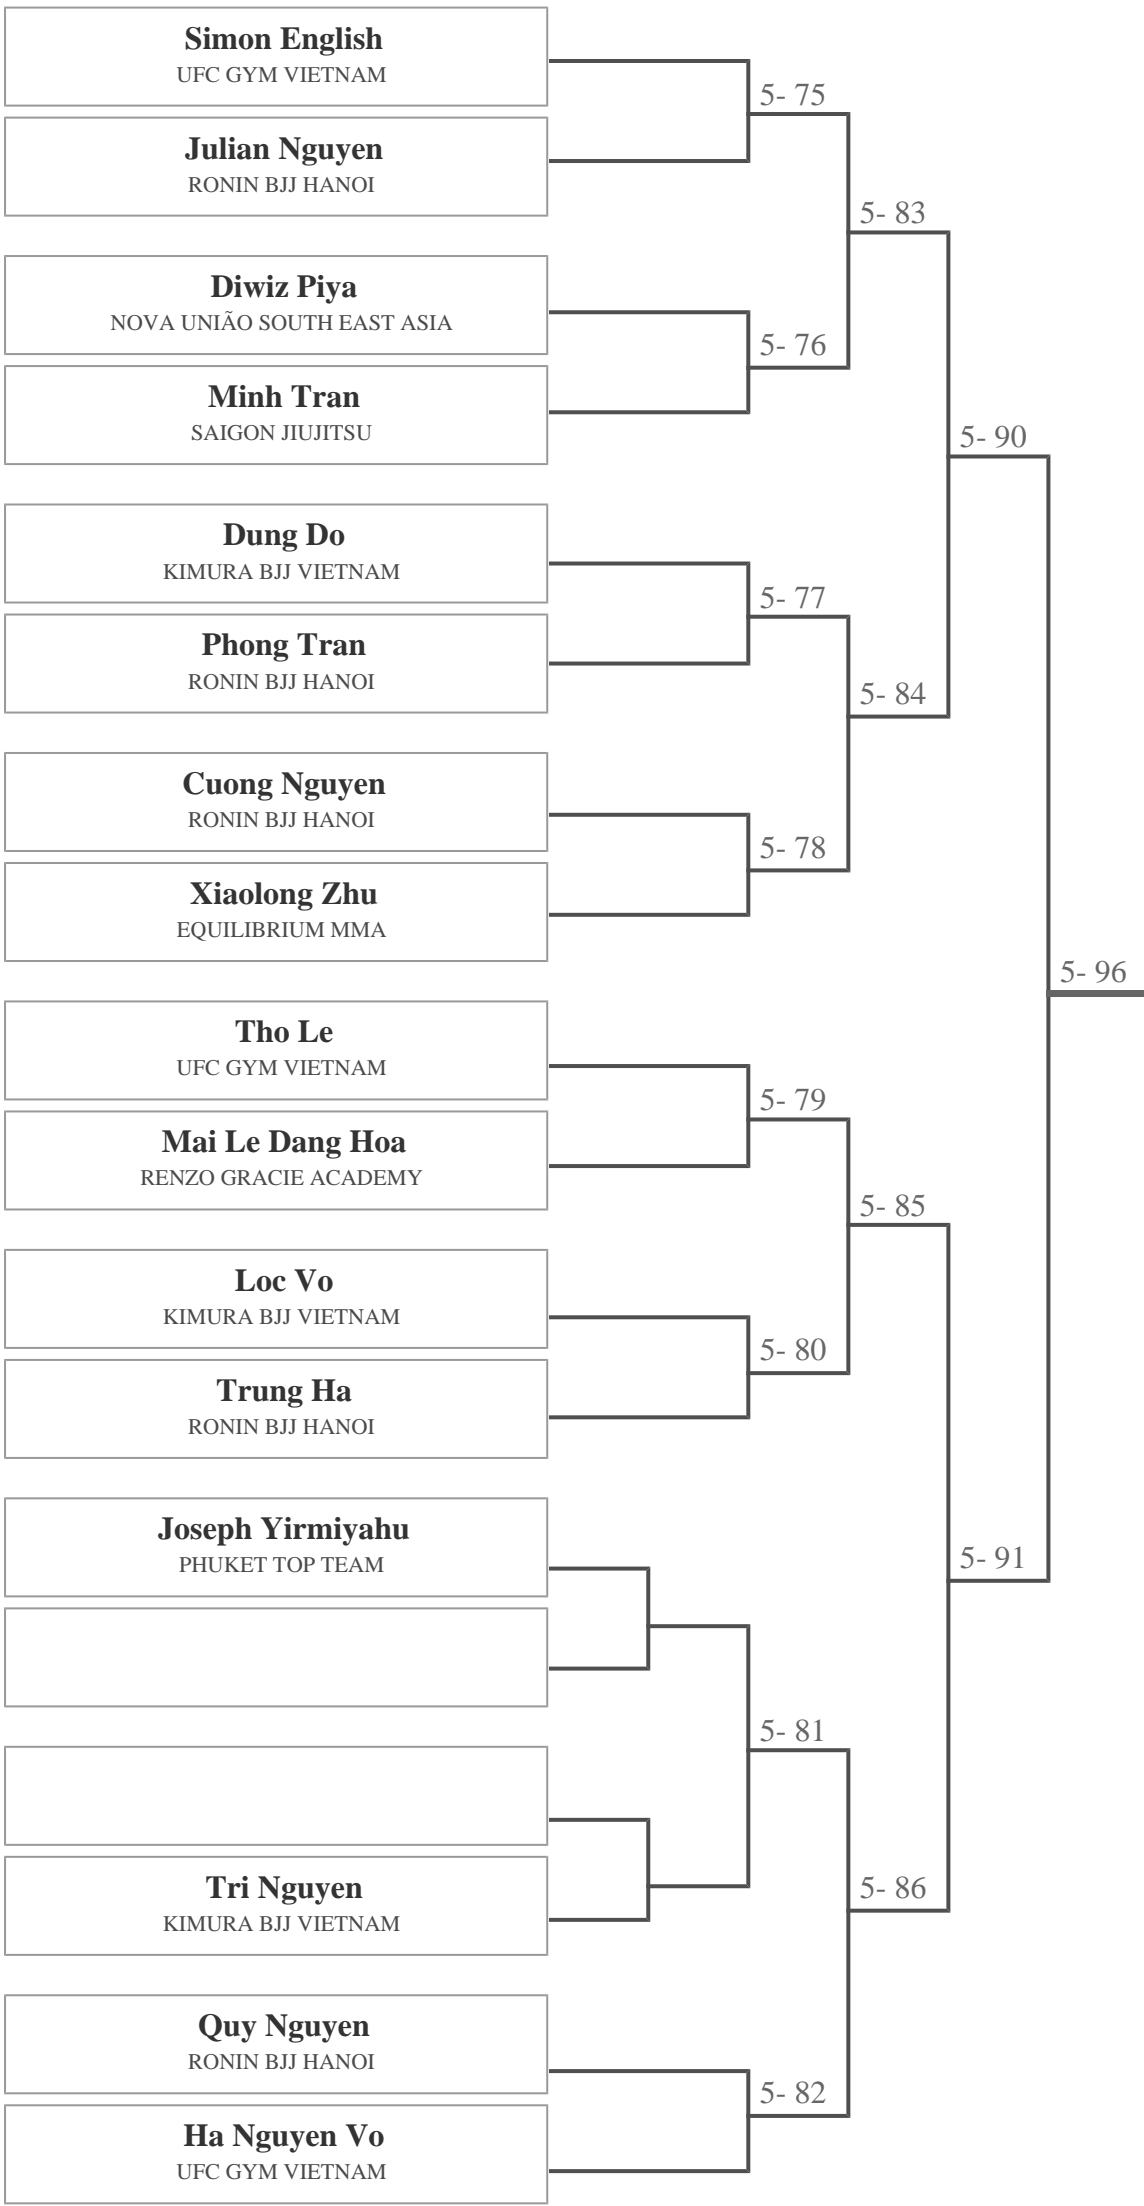 Simon English
UFC GYM VIETNAM
5- 75
Julian Nguyen
RONIN BJJ HANOI
5- 83
Diwiz Piya
NOVA UNIÃO SOUTH EAST ASIA
5- 76
Minh Tran
SAIGON JIUJITSU
5- 90
Dung Do
KIMURA BJJ VIETNAM
5- 77
Phong Tran
RONIN BJJ HANOI
5- 84
Cuong Nguyen
RONIN BJJ HANOI
5- 78
Xiaolong Zhu
EQUILIBRIUM MMA
5- 96
Tho Le
UFC GYM VIETNAM
5- 79
Mai Le Dang Hoa
RENZO GRACIE ACADEMY
5- 85
Loc Vo
KIMURA BJJ VIETNAM
5- 80
Trung Ha
RONIN BJJ HANOI
Joseph Yirmiyahu
PHUKET TOP TEAM
5- 91
5- 81
Tri Nguyen
KIMURA BJJ VIETNAM
5- 86
Quy Nguyen
RONIN BJJ HANOI
5- 82
Ha Nguyen Vo
UFC GYM VIETNAM